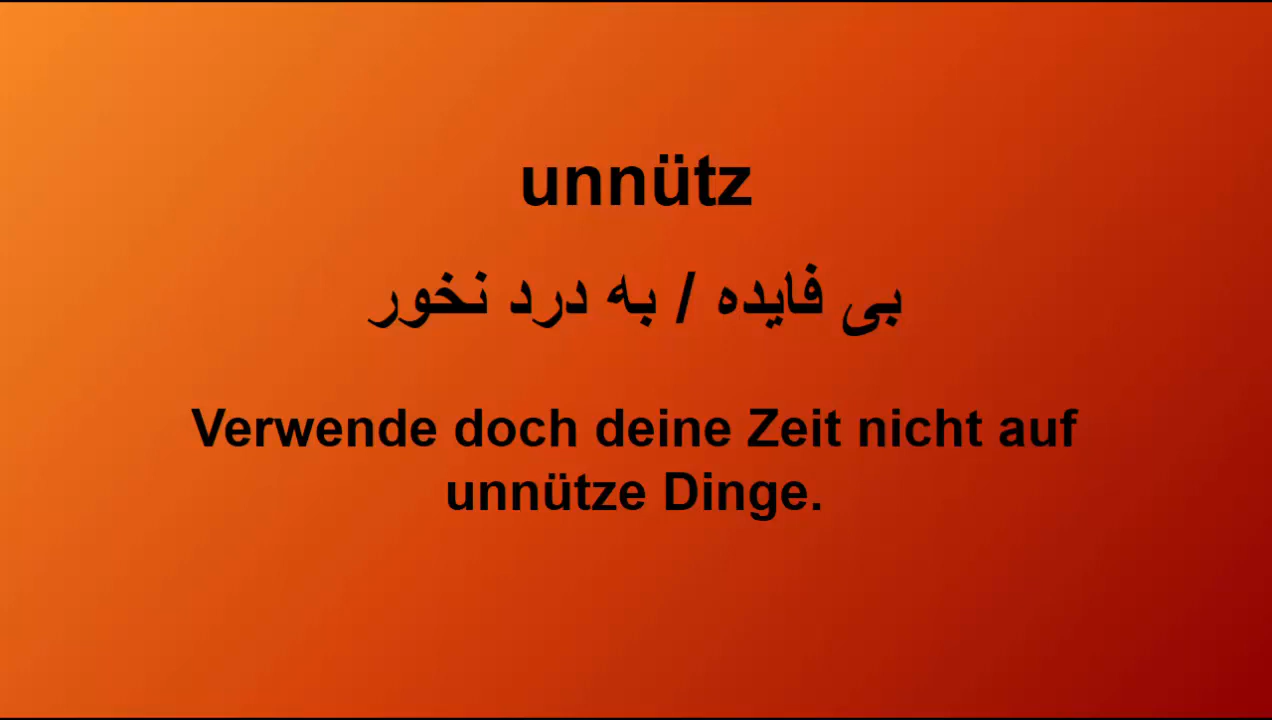 unnütz
بی فایده / به درد نخور
Verwende doch deine Zeit nicht auf
unnütze Dinge.